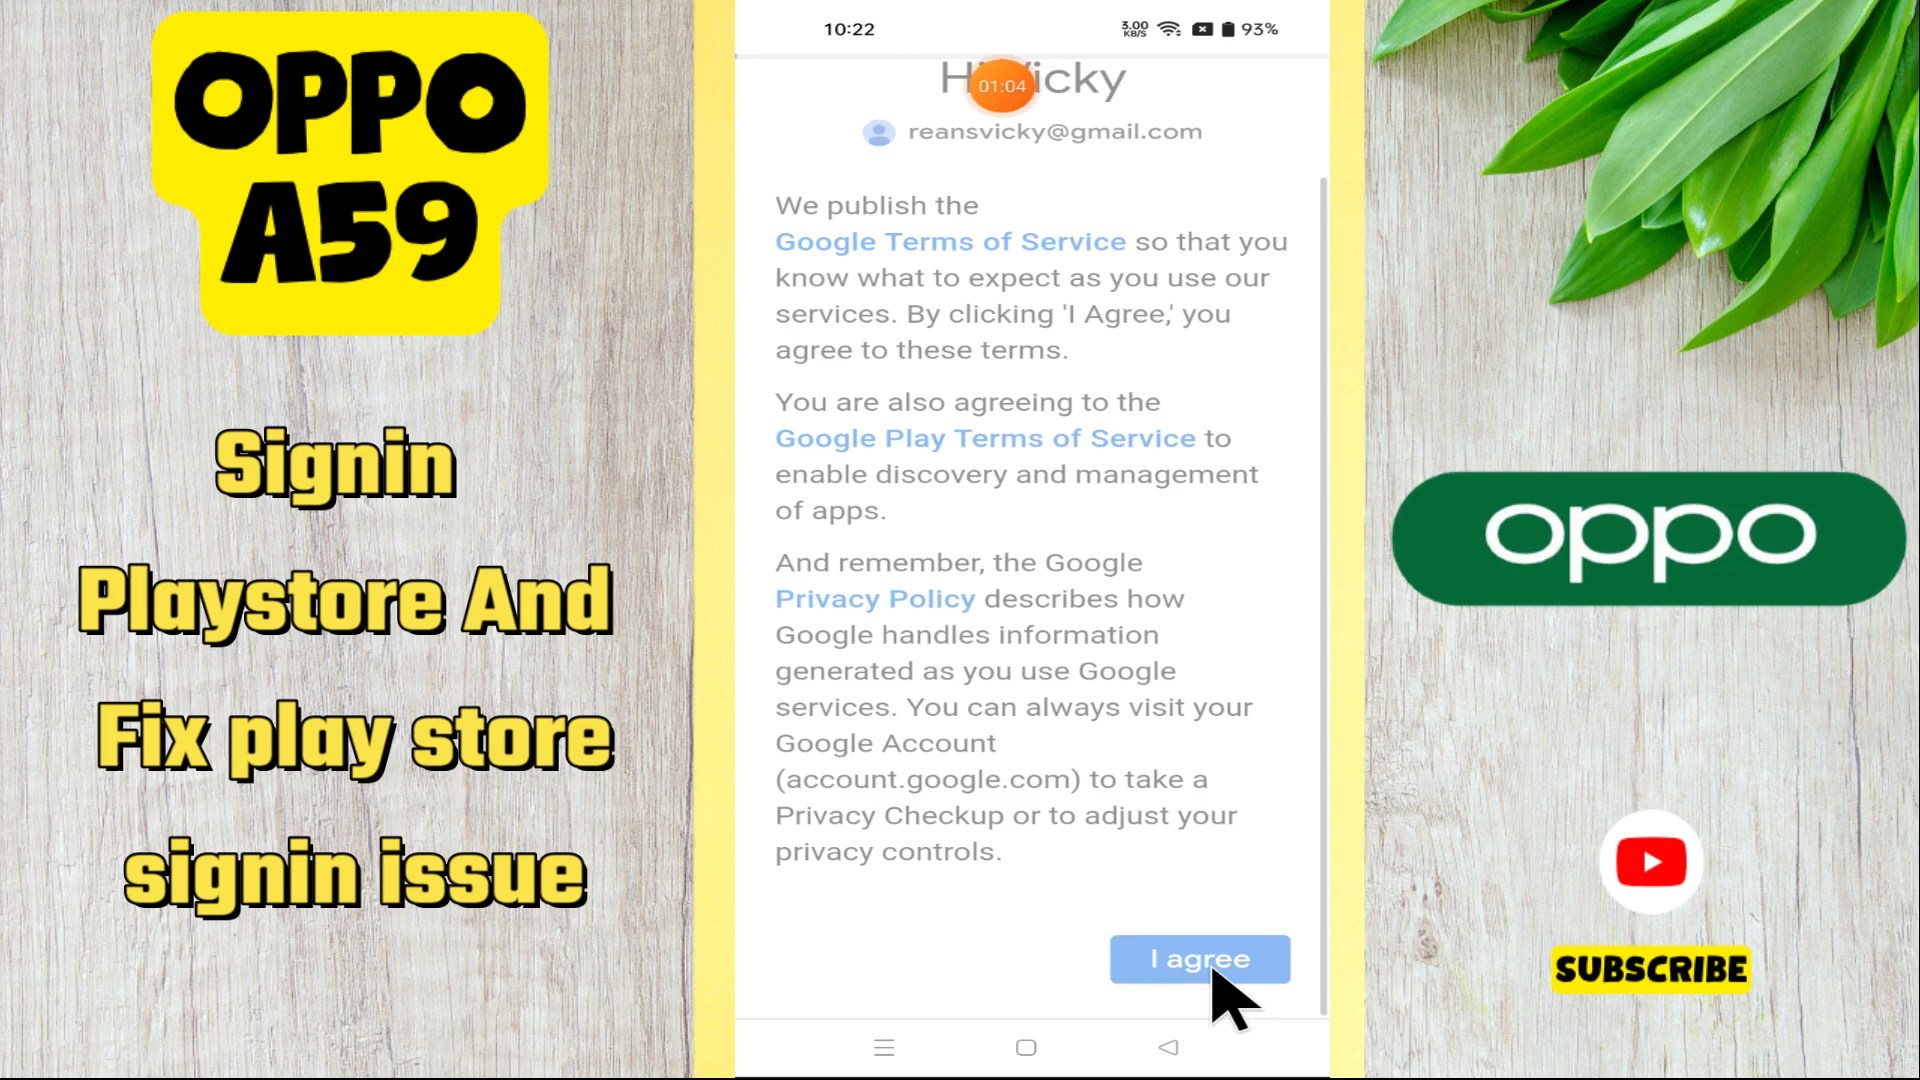 OPPO
A59
Signin
Playstore And
Fix play store
signin issue
10:22
3.00
KB/S
93%
01:04
reansvicky@gmail.com
We publish the
Google Terms of Service so that you
know what to expect as you use our
services. By clicking 'I Agree,' you
agree to these terms.
You are also agreeing to the
Google Play Terms of Service to
enable discovery and management
of apps.
And remember, the Google
Privacy Policy describes how
Google handles information
generated as you use Google
services. You can always visit your
Google Account
(account.google.com) to take a
Privacy Checkup or to adjust your
privacy controls.
I agree
oppo
SUBSCRIBE